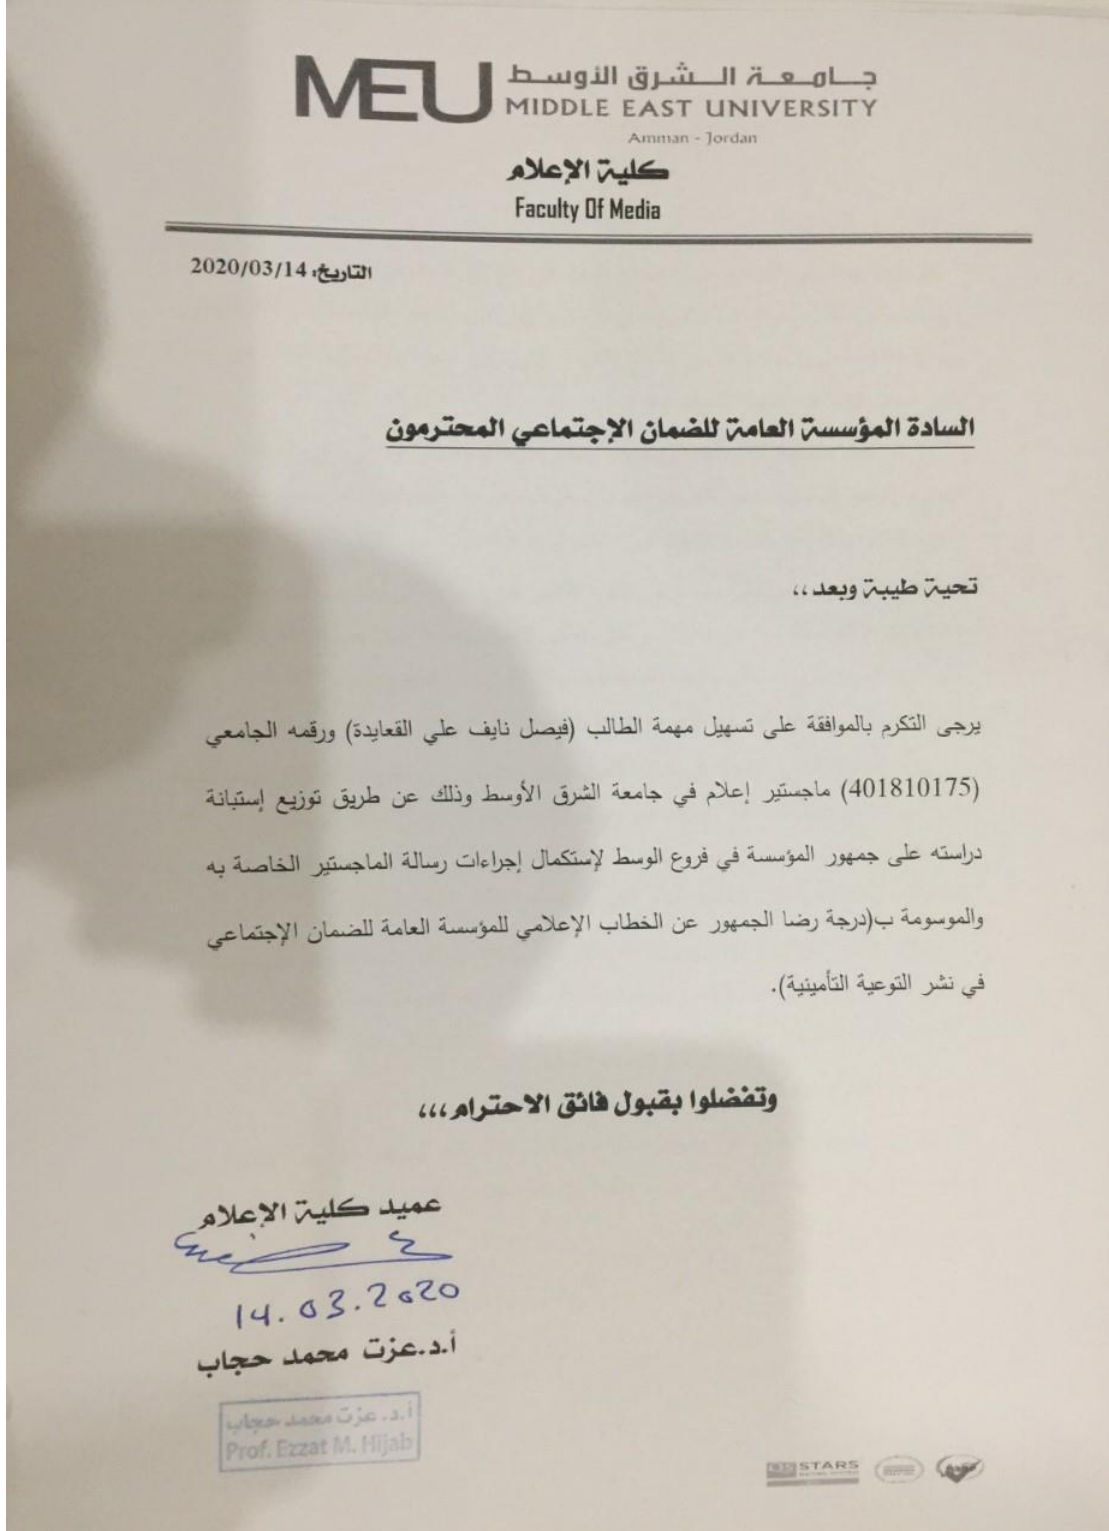 MEU
جامعة الشرق الأوسط
MIDDLE EAST UNIVERSITY
Amman - Jordan
كلية الإعلام
Faculty Of Media
التاريخ: 2020/03/14
السادة المؤسسة العامة للضمان الإجتماعي المحترمون
تحية طيبة وبعد ،،
يرجى التكرم بالموافقة على تسهيل مهمة الطالب (فيصل نايف علي القعايدة) ورقمه الجامعي
(401810175) ماجستير إعلام في جامعة الشرق الأوسط وذلك عن طريق توزيع إستبانة
دراسته على جمهور المؤسسة في فروع الوسط لإستكمال إجراءات رسالة الماجستير الخاصة به
والموسومة ب(درجة رضا الجمهور عن الخطاب الإعلامي للمؤسسة العامة للضمان الإجتماعي
في نشر التوعية التأمينية).
وتفضلوا بقبول فائق الاحترام،،،
عميد كلية الإعلام
14.03.2020
أ.د.عزت محمد حجاب
أ.د. عزت محمد حجاب
Prof. Ezzat M. Hijab
STARS